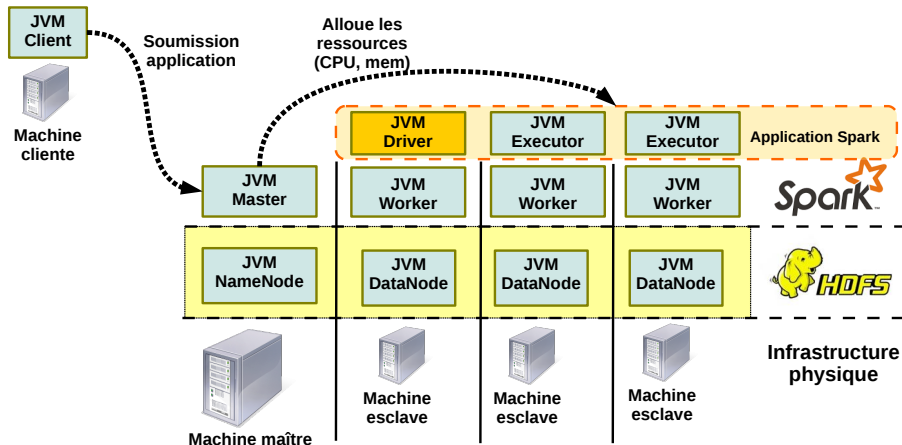 JVM
Client
Soumission
application
Alloue les
ressources
(CPU, mem)
Machine
cliente
JVM
Driver
JVM
Executor
JVM
Executor
Application Spark
JVM
Master
JVM
Worker
JVM
Worker
JVM
Worker
Spark
JVM
NameNode
JVM
DataNode
JVM
DataNode
JVM
DataNode
HDFS
Machine maître
Machine
esclave
Machine
esclave
Machine
esclave
Infrastructure
physique